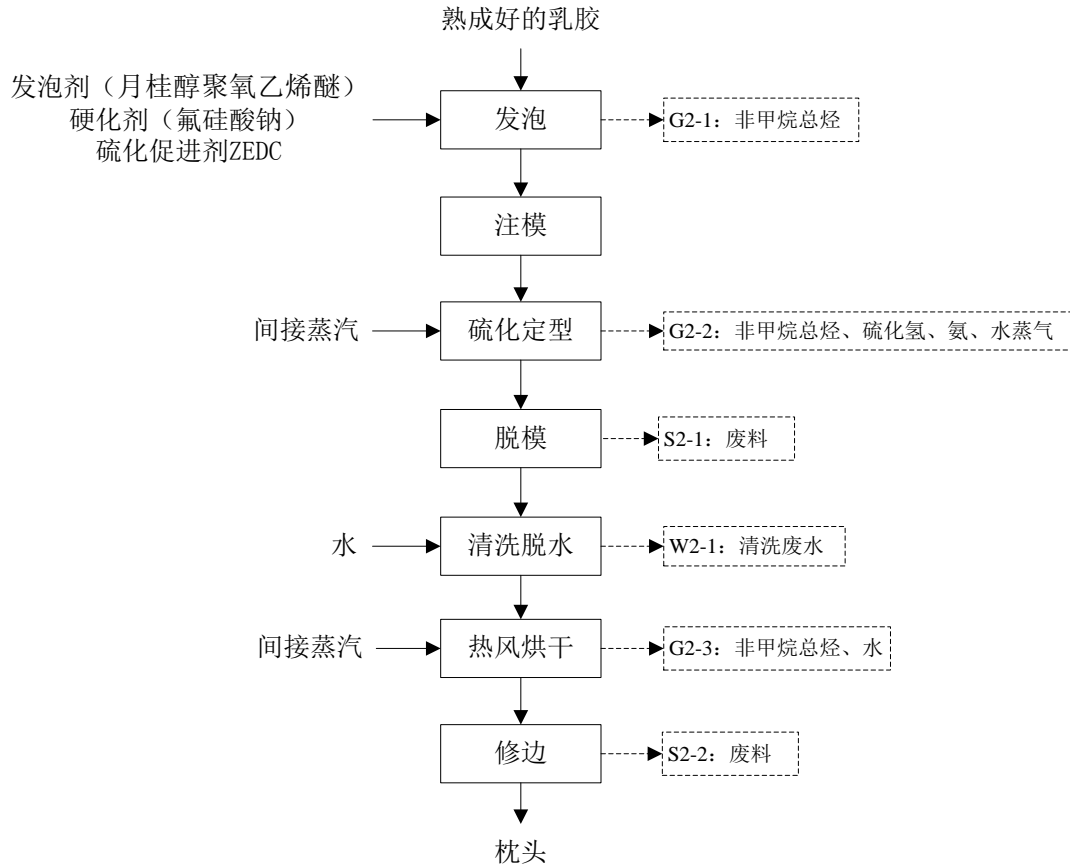 熟成好的乳胶
发泡剂（月桂醇聚氧乙烯醚）
硬化剂（氟硅酸钠）
硫化促进剂ZEDC
发泡
G2-1：非甲烷总烃
注模
间接蒸汽
硫化定型
G2-2：非甲烷总烃、硫化氢、氨、水蒸气
脱模
S2-1：废料
水
清洗脱水
W2-1：清洗废水
间接蒸汽
热风烘干
G2-3：非甲烷总烃、水
修边
S2-2：废料
枕头